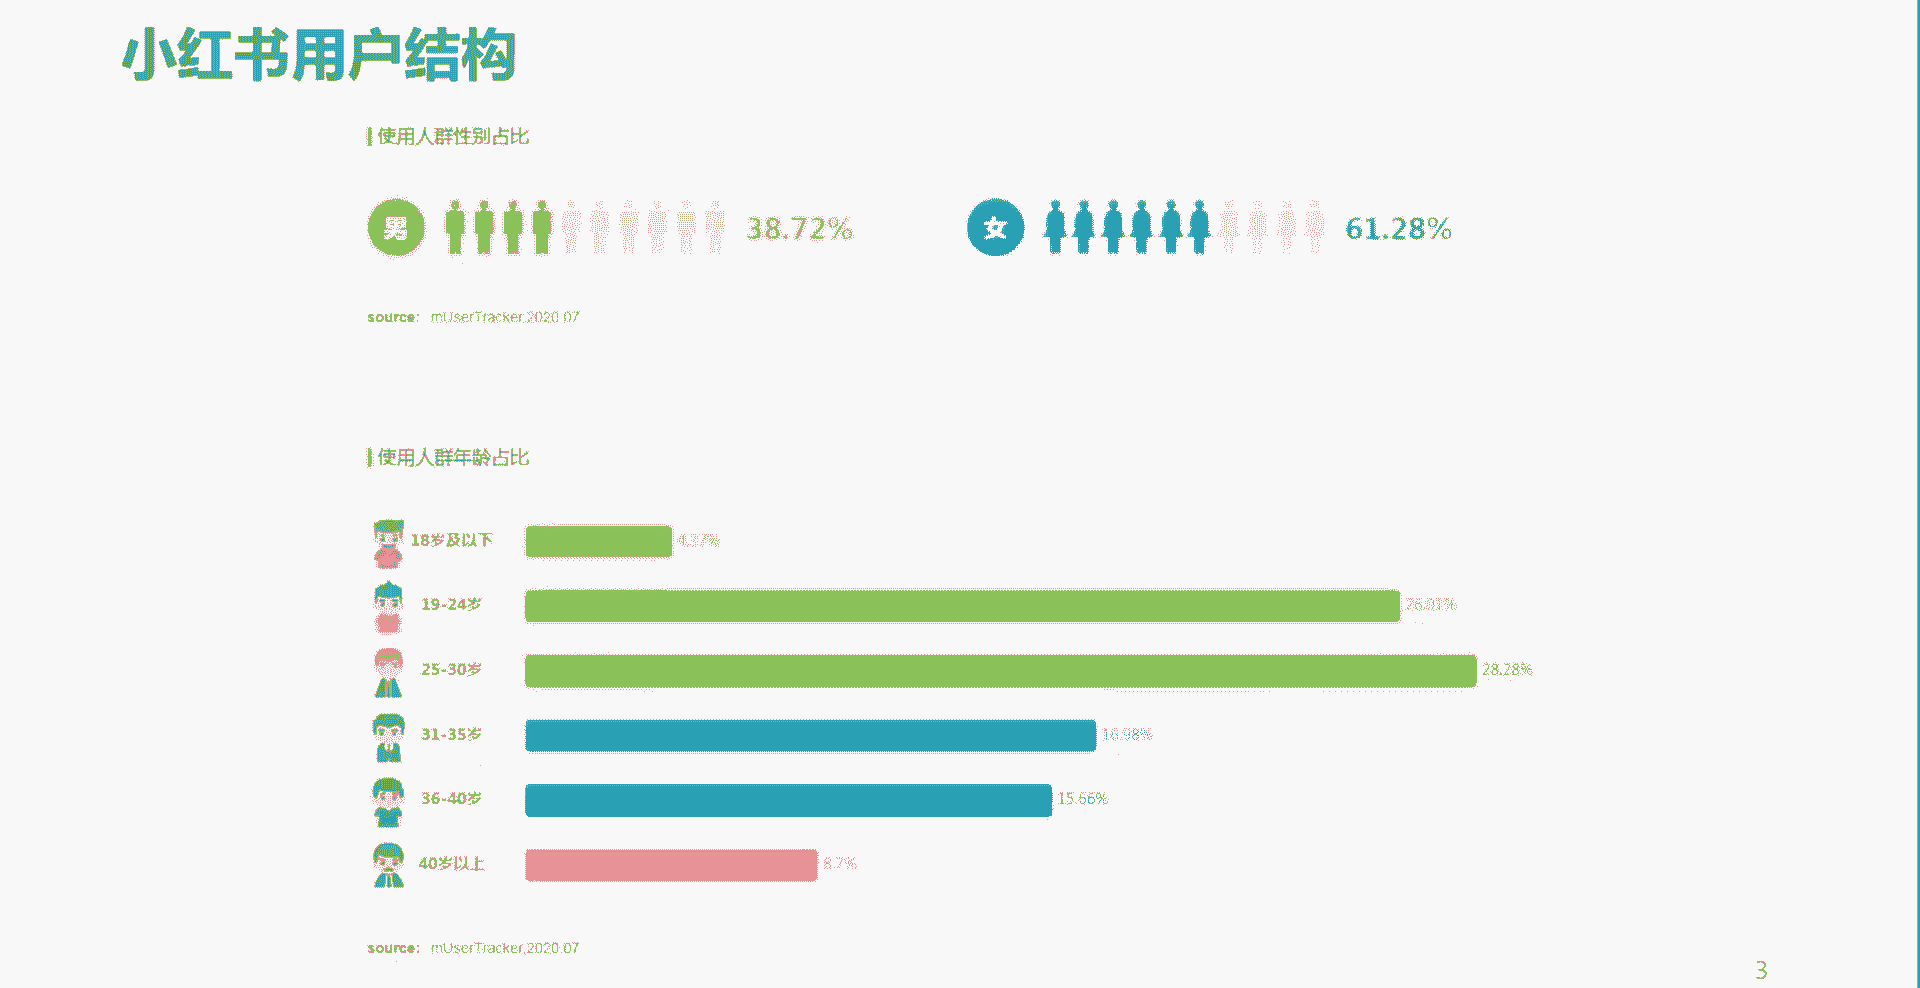 小红书用户结构
使用人群性别占比
男 38.72% 女 61.28%
source: mUserTracker,2020.07
使用人群年龄占比
18岁及以下 4.37%
19-24岁 26.01%
25-30岁 28.28%
31-35岁 16.98%
36-40岁 15.66%
40岁以上 8.7%
source: mUserTracker,2020.07
3